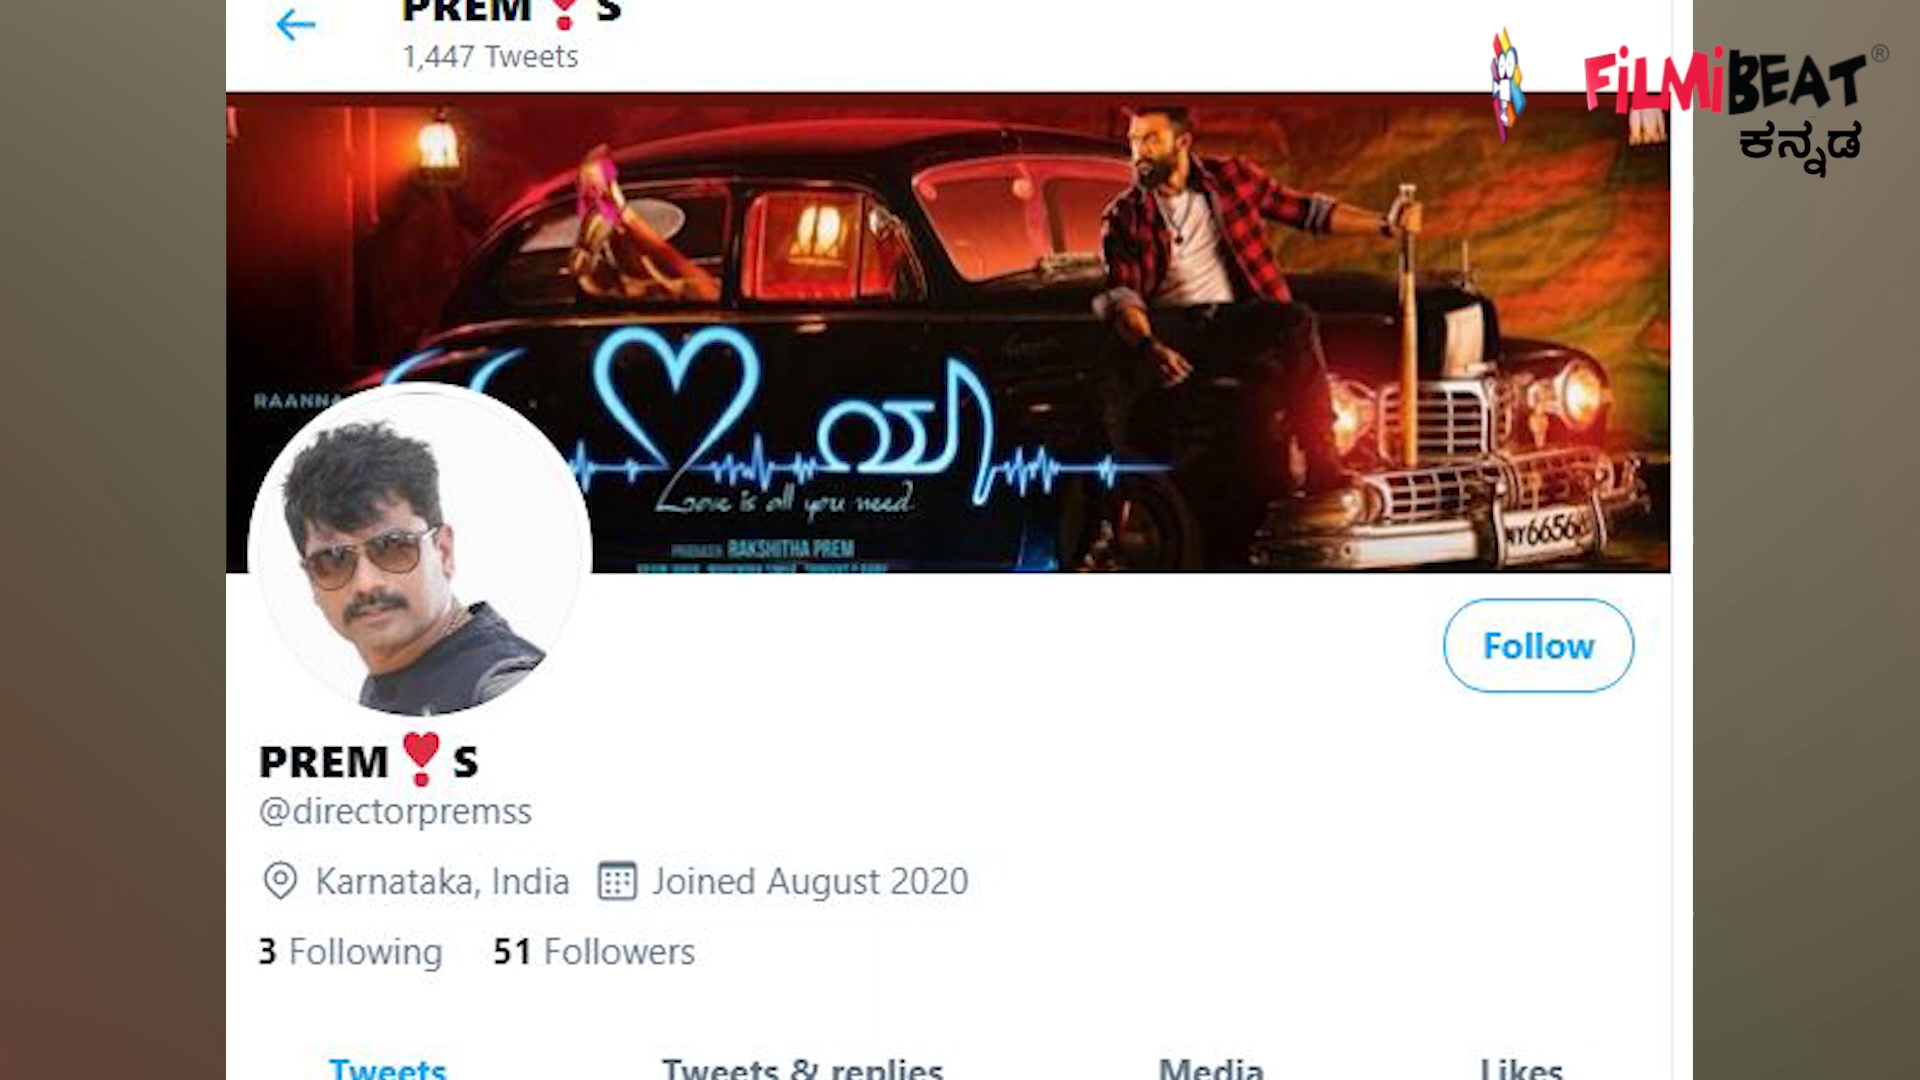 PREM❣S
1,447 Tweets
FiLMiBEAT®
ಕನ್ನಡ
RAANNA
ಯಾ
Love is all you need.
PRODUCER RAKSHITHA PREM
PREM❣S
@directorpremss
Follow
Karnataka, India Joined August 2020
3 Following 51 Followers
Tweets Tweets & replies Media Likes